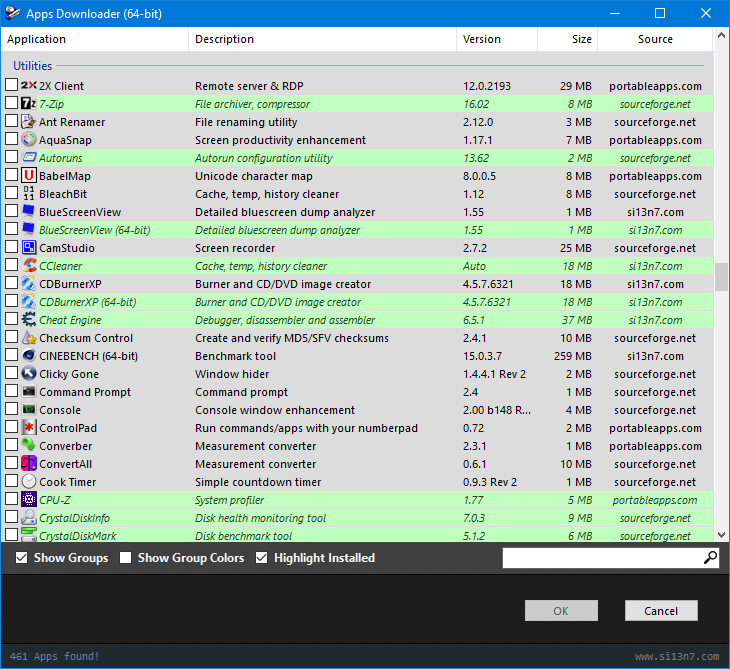 Apps Downloader (64-bit)
Application Description Version Size Source
Utilities
2X 2X Client Remote server & RDP 12.0.2193 29 MB portableapps.com
7z 7-Zip File archiver, compressor 16.02 8 MB sourceforge.net
Ant Renamer File renaming utility 2.12.0 3 MB sourceforge.net
AquaSnap Screen productivity enhancement 1.17.1 7 MB portableapps.com
Autoruns Autorun configuration utility 13.62 2 MB sourceforge.net
U BabelMap Unicode character map 8.0.0.5 8 MB portableapps.com
01 11 BleachBit Cache, temp, history cleaner 1.12 8 MB sourceforge.net
BlueScreenView Detailed bluescreen dump analyzer 1.55 1 MB si13n7.com
BlueScreenView (64-bit) Detailed bluescreen dump analyzer 1.55 1 MB si13n7.com
CamStudio Screen recorder 2.7.2 25 MB sourceforge.net
CCleaner Cache, temp, history cleaner Auto 18 MB si13n7.com
CDBurnerXP Burner and CD/DVD image creator 4.5.7.6321 18 MB si13n7.com
CDBurnerXP (64-bit) Burner and CD/DVD image creator 4.5.7.6321 18 MB si13n7.com
Cheat Engine Debugger, disassembler and assembler 6.5.1 37 MB si13n7.com
Checksum Control Create and verify MD5/SFV checksums 2.4.1 10 MB sourceforge.net
CINEBENCH (64-bit) Benchmark tool 15.0.3.7 259 MB si13n7.com
Clicky Gone Window hider 1.4.4.1 Rev 2 2 MB sourceforge.net
Command Prompt Command prompt 2.4 1 MB sourceforge.net
Console Console window enhancement 2.00 b148 R... 4 MB sourceforge.net
ControlPad Run commands/apps with your numberpad 0.72 2 MB portableapps.com
Converber Measurement converter 2.3.1 1 MB portableapps.com
ConvertAll Measurement converter 0.6.1 10 MB sourceforge.net
Cook Timer Simple countdown timer 0.9.3 Rev 2 1 MB sourceforge.net
CPU-Z System profiler 1.77 5 MB portableapps.com
CrystalDiskInfo Disk health monitoring tool 7.0.3 9 MB sourceforge.net
CrystalDiskMark Disk benchmark tool 5.1.2 6 MB sourceforge.net
Show Groups Show Group Colors Highlight Installed
OK Cancel
461 Apps found! www.si13n7.com